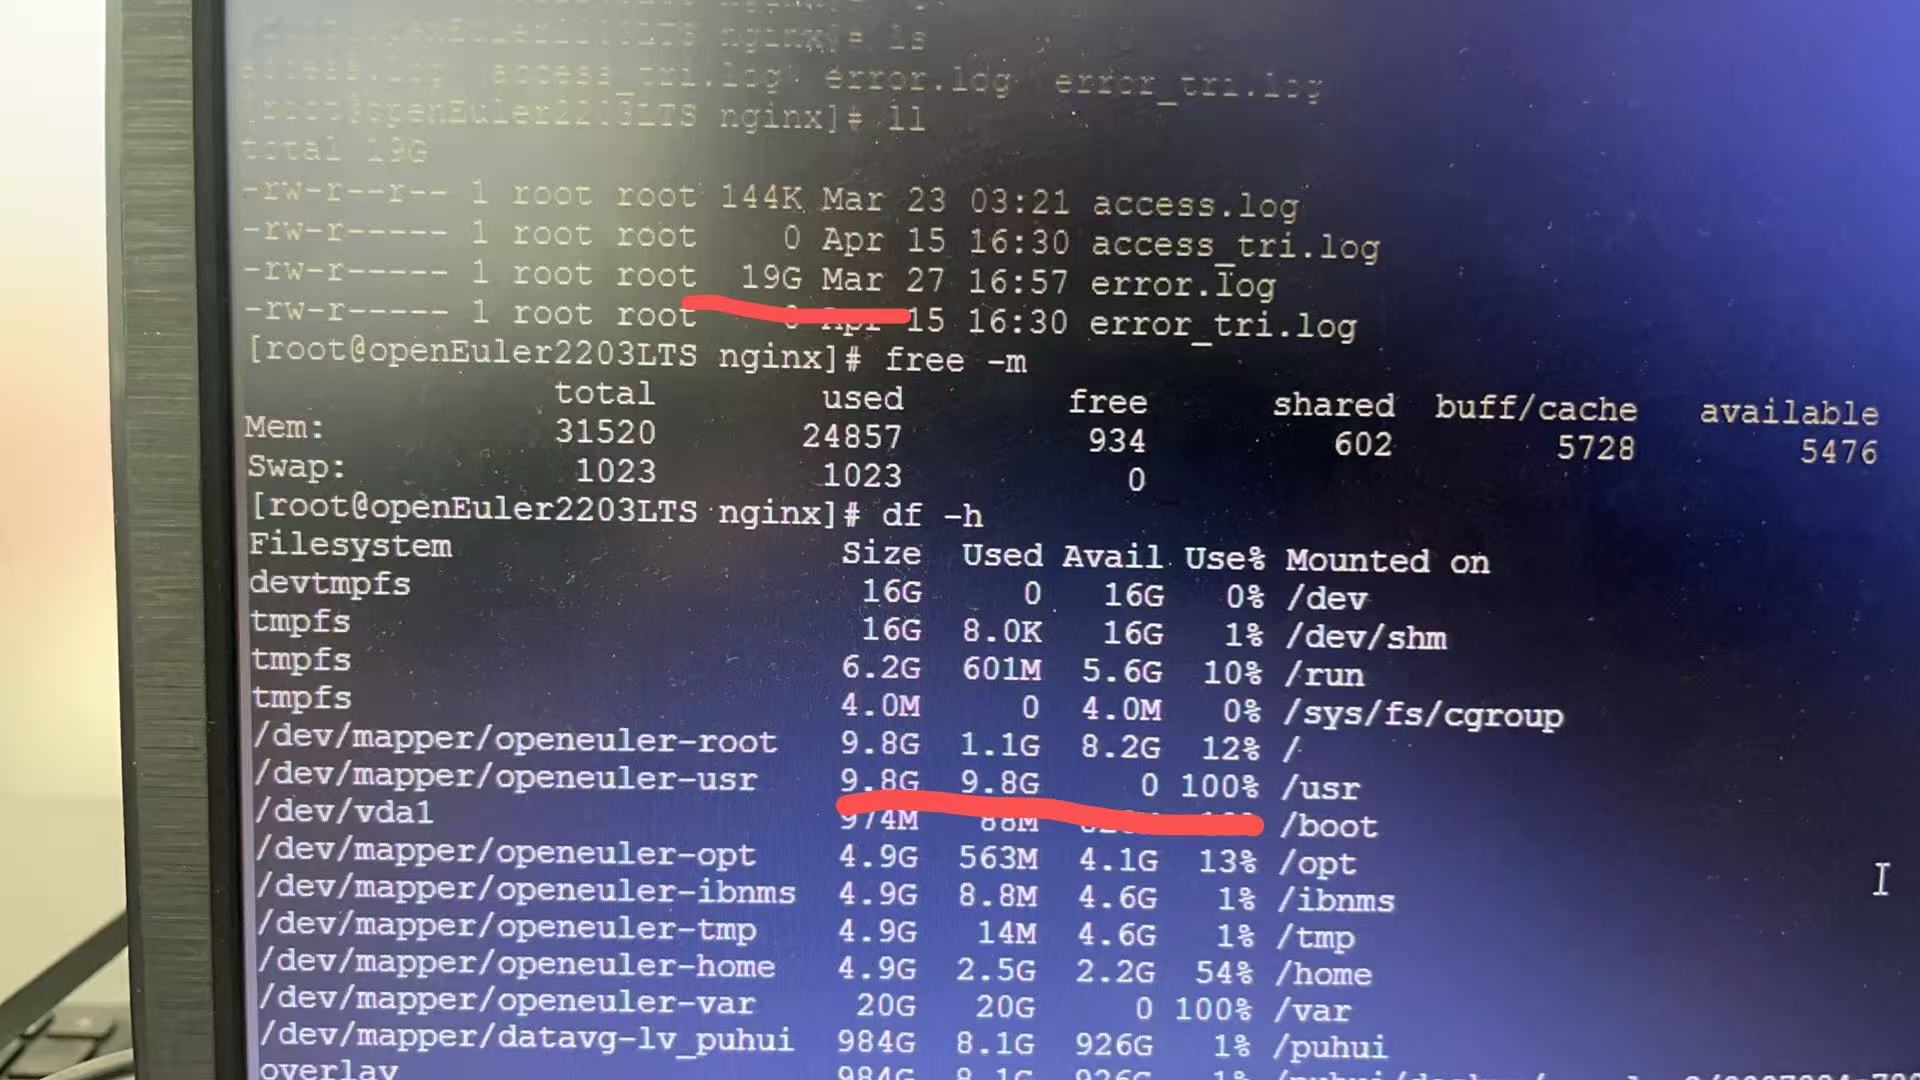 nginx]# ls
access.log access_tri.log error.log error_tri.log
[root@openEuler2203LTS nginx]# ll
total 19G
-rw-r--r-- 1 root root 144K Mar 23 03:21 access.log
-rw-r----- 1 root root 0 Apr 15 16:30 access_tri.log
-rw-r----- 1 root root 19G Mar 27 16:57 error.log
-rw-r----- 1 root root 0 Apr 15 16:30 error_tri.log
[root@openEuler2203LTS nginx]# free -m
total used free shared buff/cache available
Mem: 31520 24857 934 602 5728 5476
Swap: 1023 1023 0
[root@openEuler2203LTS nginx]# df -h
Filesystem Size Used Avail Use% Mounted on
devtmpfs 16G 0 16G 0% /dev
tmpfs 16G 8.0K 16G 1% /dev/shm
tmpfs 6.2G 601M 5.6G 10% /run
tmpfs 4.0M 0 4.0M 0% /sys/fs/cgroup
/dev/mapper/openeuler-root 9.8G 1.1G 8.2G 12% /
/dev/mapper/openeuler-usr 9.8G 9.8G 0 100% /usr
/dev/vda1 974M 88M /boot
/dev/mapper/openeuler-opt 4.9G 563M 4.1G 13% /opt
/dev/mapper/openeuler-ibnms 4.9G 8.8M 4.6G 1% /ibnms
/dev/mapper/openeuler-tmp 4.9G 14M 4.6G 1% /tmp
/dev/mapper/openeuler-home 4.9G 2.5G 2.2G 54% /home
/dev/mapper/openeuler-var 20G 20G 0 100% /var
/dev/mapper/datavg-lv_puhui 984G 8.1G 926G 1% /puhui
overlay 984G 8.1G 926G 1%